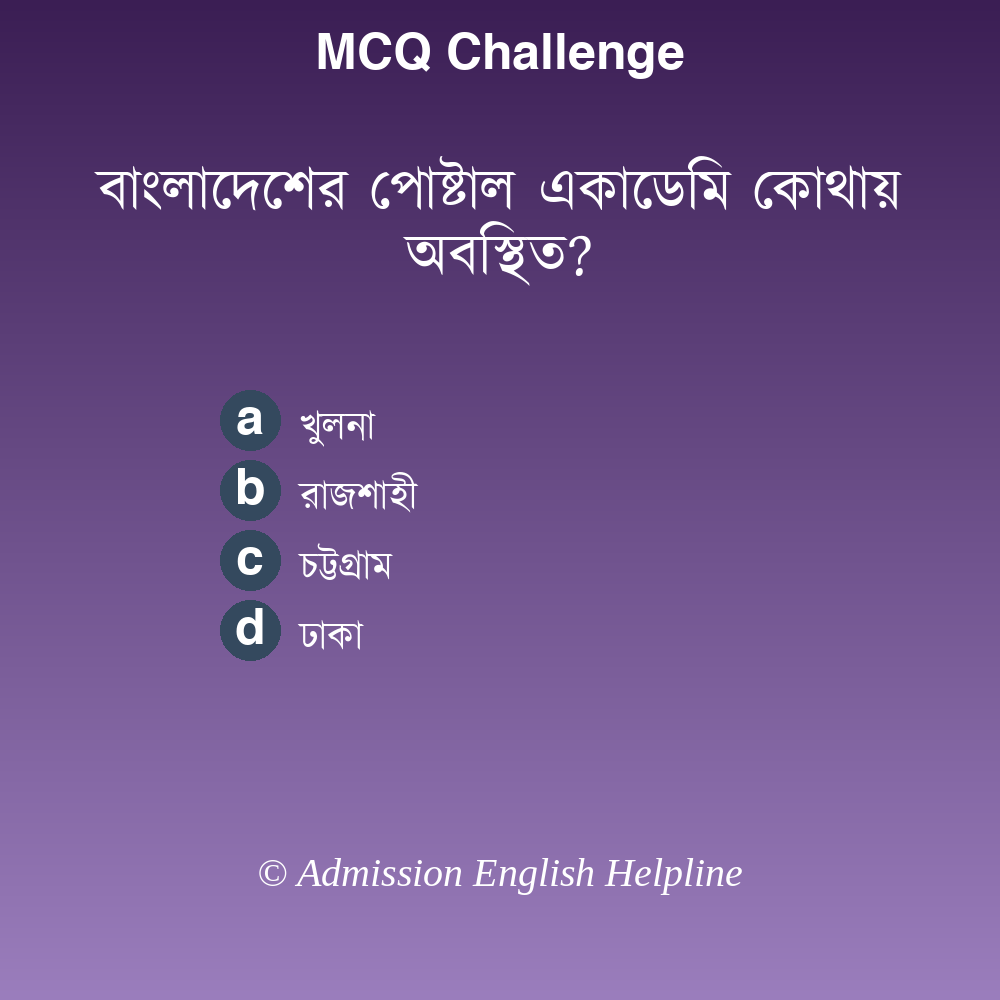 MCQ Challenge
বাংলাদেশের পোষ্টাল একাডেমি কোথায়
অবস্থিত?
a খুলনা
b রাজশাহী
c চট্টগ্রাম
d ঢাকা
© Admission English Helpline